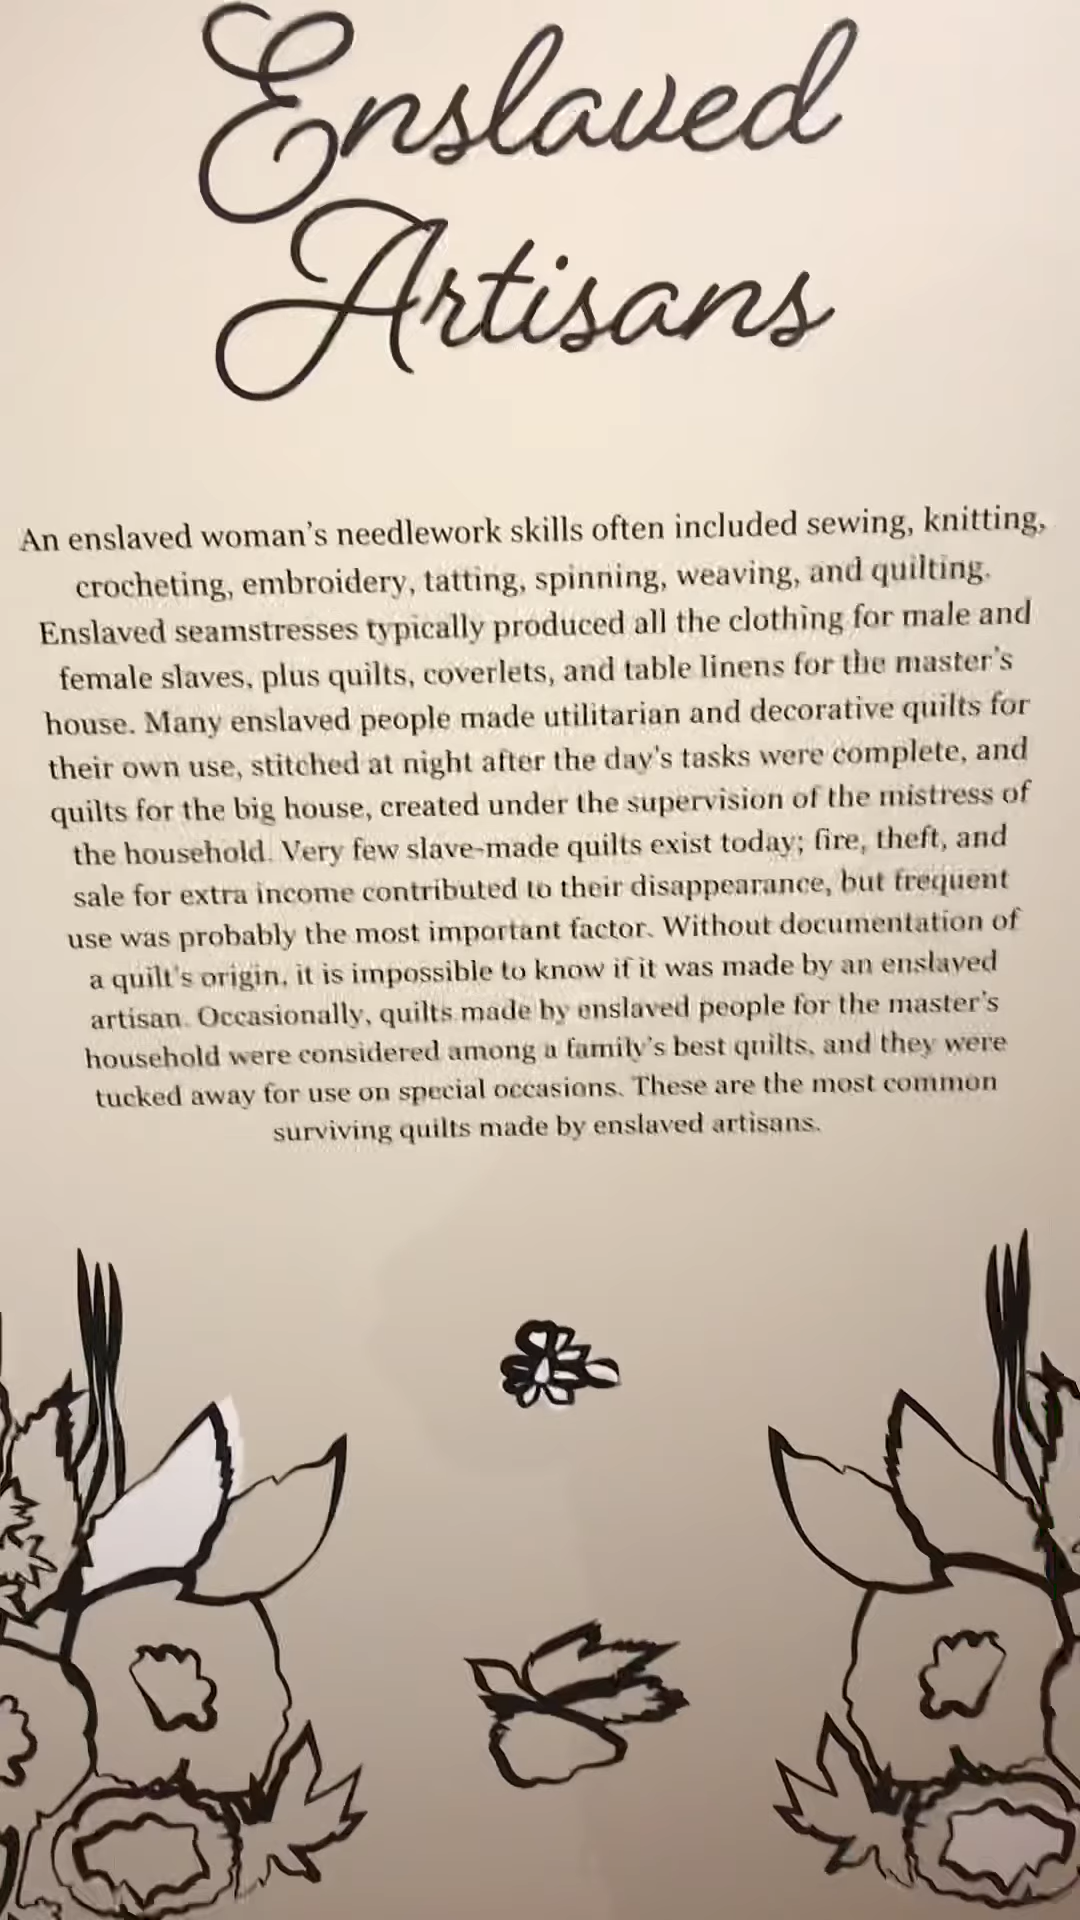 Enslaved
Artisans
An enslaved woman's needlework skills often included sewing, knitting,
crocheting, embroidery, tatting, spinning, weaving, and quilting.
Enslaved seamstresses typically produced all the clothing for male and
female slaves, plus quilts, coverlets, and table linens for the master's
house. Many enslaved people made utilitarian and decorative quilts for
their own use, stitched at night after the day's tasks were complete, and
quilts for the big house, created under the supervision of the mistress of
the household. Very few slave-made quilts exist today; fire, theft, and
sale for extra income contributed to their disappearance, but frequent
use was probably the most important factor. Without documentation of
a quilt's origin, it is impossible to know if it was made by an enslaved
artisan. Occasionally, quilts made by enslaved people for the master's
household were considered among a family's best quilts, and they were
tucked away for use on special occasions. These are the most common
surviving quilts made by enslaved artisans.